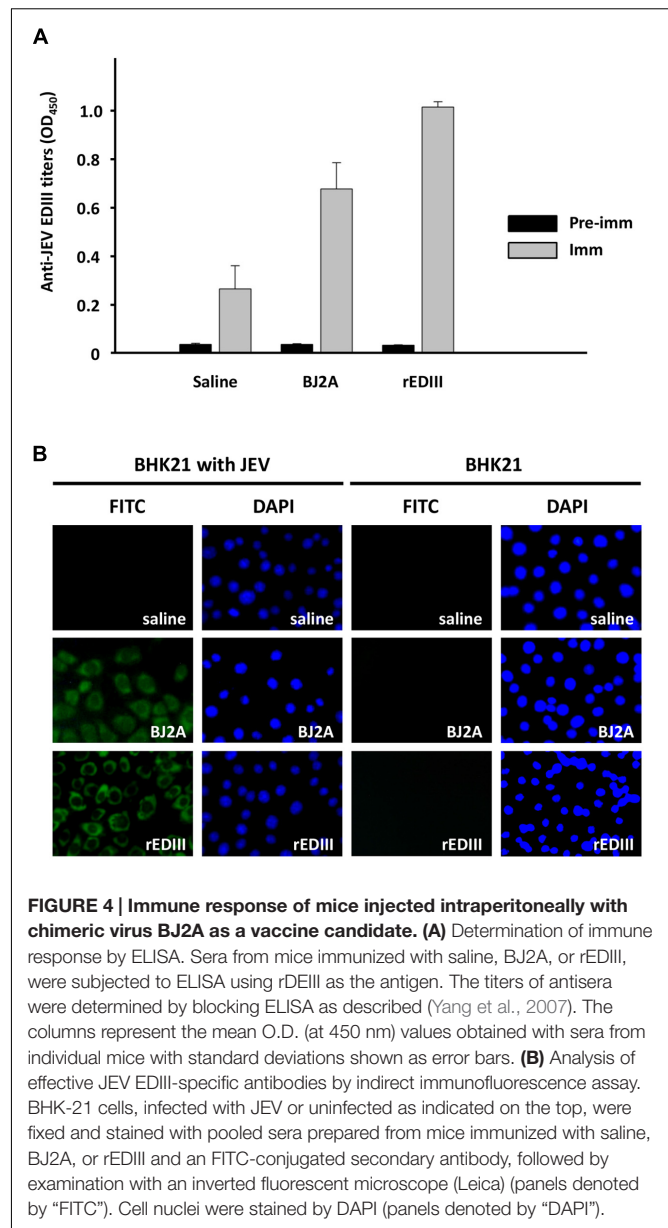 A
Anti-JEV EDIII titers (OD450)
1.0
0.8
0.6
0.4
0.2
0
Pre-imm
Imm
Saline BJ2A rEDIII
B
BHK21 with JEV BHK21
FITC DAPI FITC DAPI
saline saline saline saline
BJ2A BJ2A BJ2A BJ2A
rEDIII rEDIII rEDIII rEDIII
FIGURE 4 | Immune response of mice injected intraperitoneally with
chimeric virus BJ2A as a vaccine candidate. (A) Determination of immune
response by ELISA. Sera from mice immunized with saline, BJ2A, or rEDIII,
were subjected to ELISA using rDEIII as the antigen. The titers of antisera
were determined by blocking ELISA as described (Yang et al., 2007). The
columns represent the mean O.D. (at 450 nm) values obtained with sera from
individual mice with standard deviations shown as error bars. (B) Analysis of
effective JEV EDIII-specific antibodies by indirect immunofluorescence assay.
BHK-21 cells, infected with JEV or uninfected as indicated on the top, were
fixed and stained with pooled sera prepared from mice immunized with saline,
BJ2A, or rEDIII and an FITC-conjugated secondary antibody, followed by
examination with an inverted fluorescent microscope (Leica) (panels denoted
by “FITC”). Cell nuclei were stained by DAPI (panels denoted by “DAPI”).